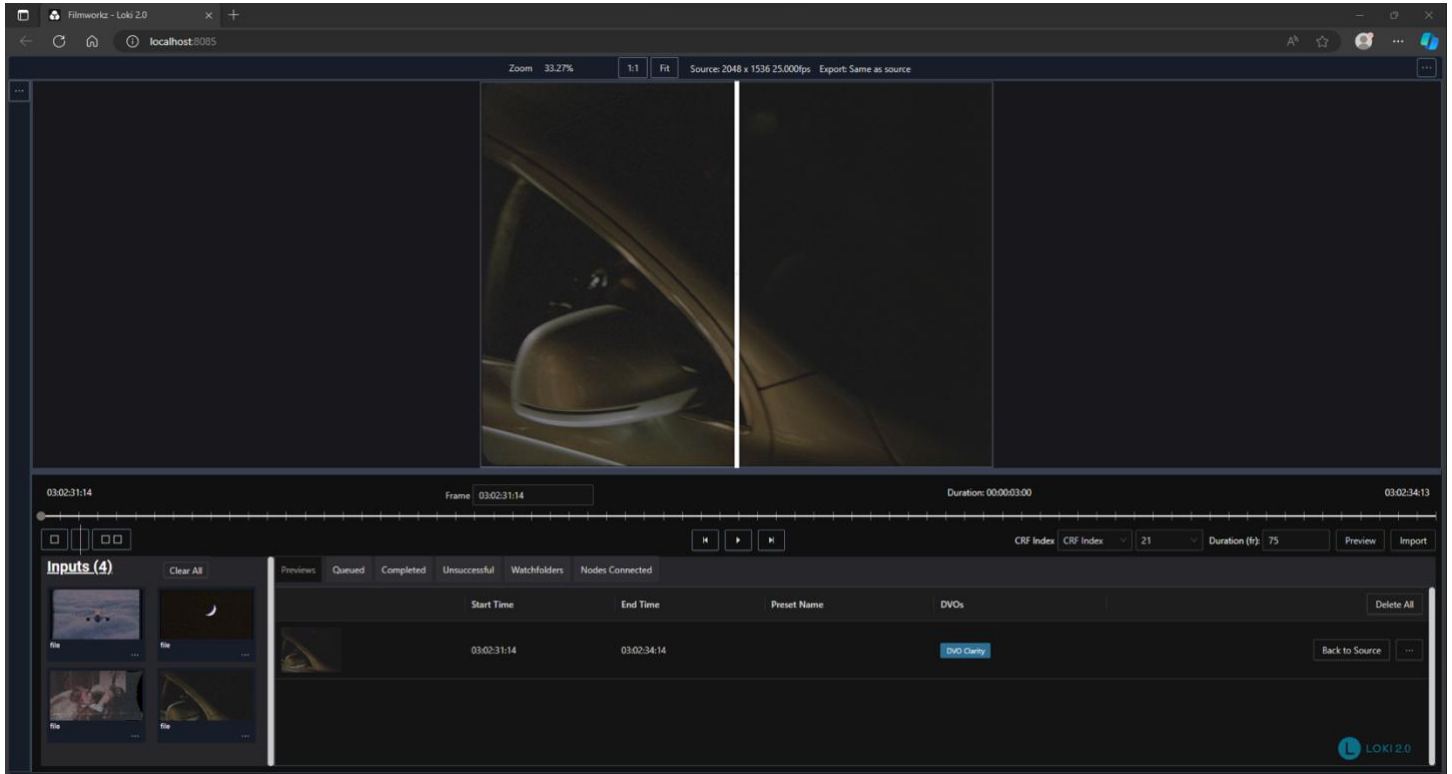 Filmworkz - Loki 2.0
localhost:8085
Zoom 33.27% 1:1 Fit Source: 2048 x 1536 25.000fps Export: Same as source
03:02:31:14 Frame 03:02:31:14 Duration: 00:00:03:00 03:02:34:13
CRF Index CRF Index 21 Duration (fr): 75 Preview Import
Inputs (4) Clear All
Previews Queued Completed Unsuccessful Watchfolders Nodes Connected
Start Time End Time Preset Name DVOs Delete All
file file
03:02:31:14 03:02:34:14 DVO Clarity Back to Source
file file
L LOKI 2.0